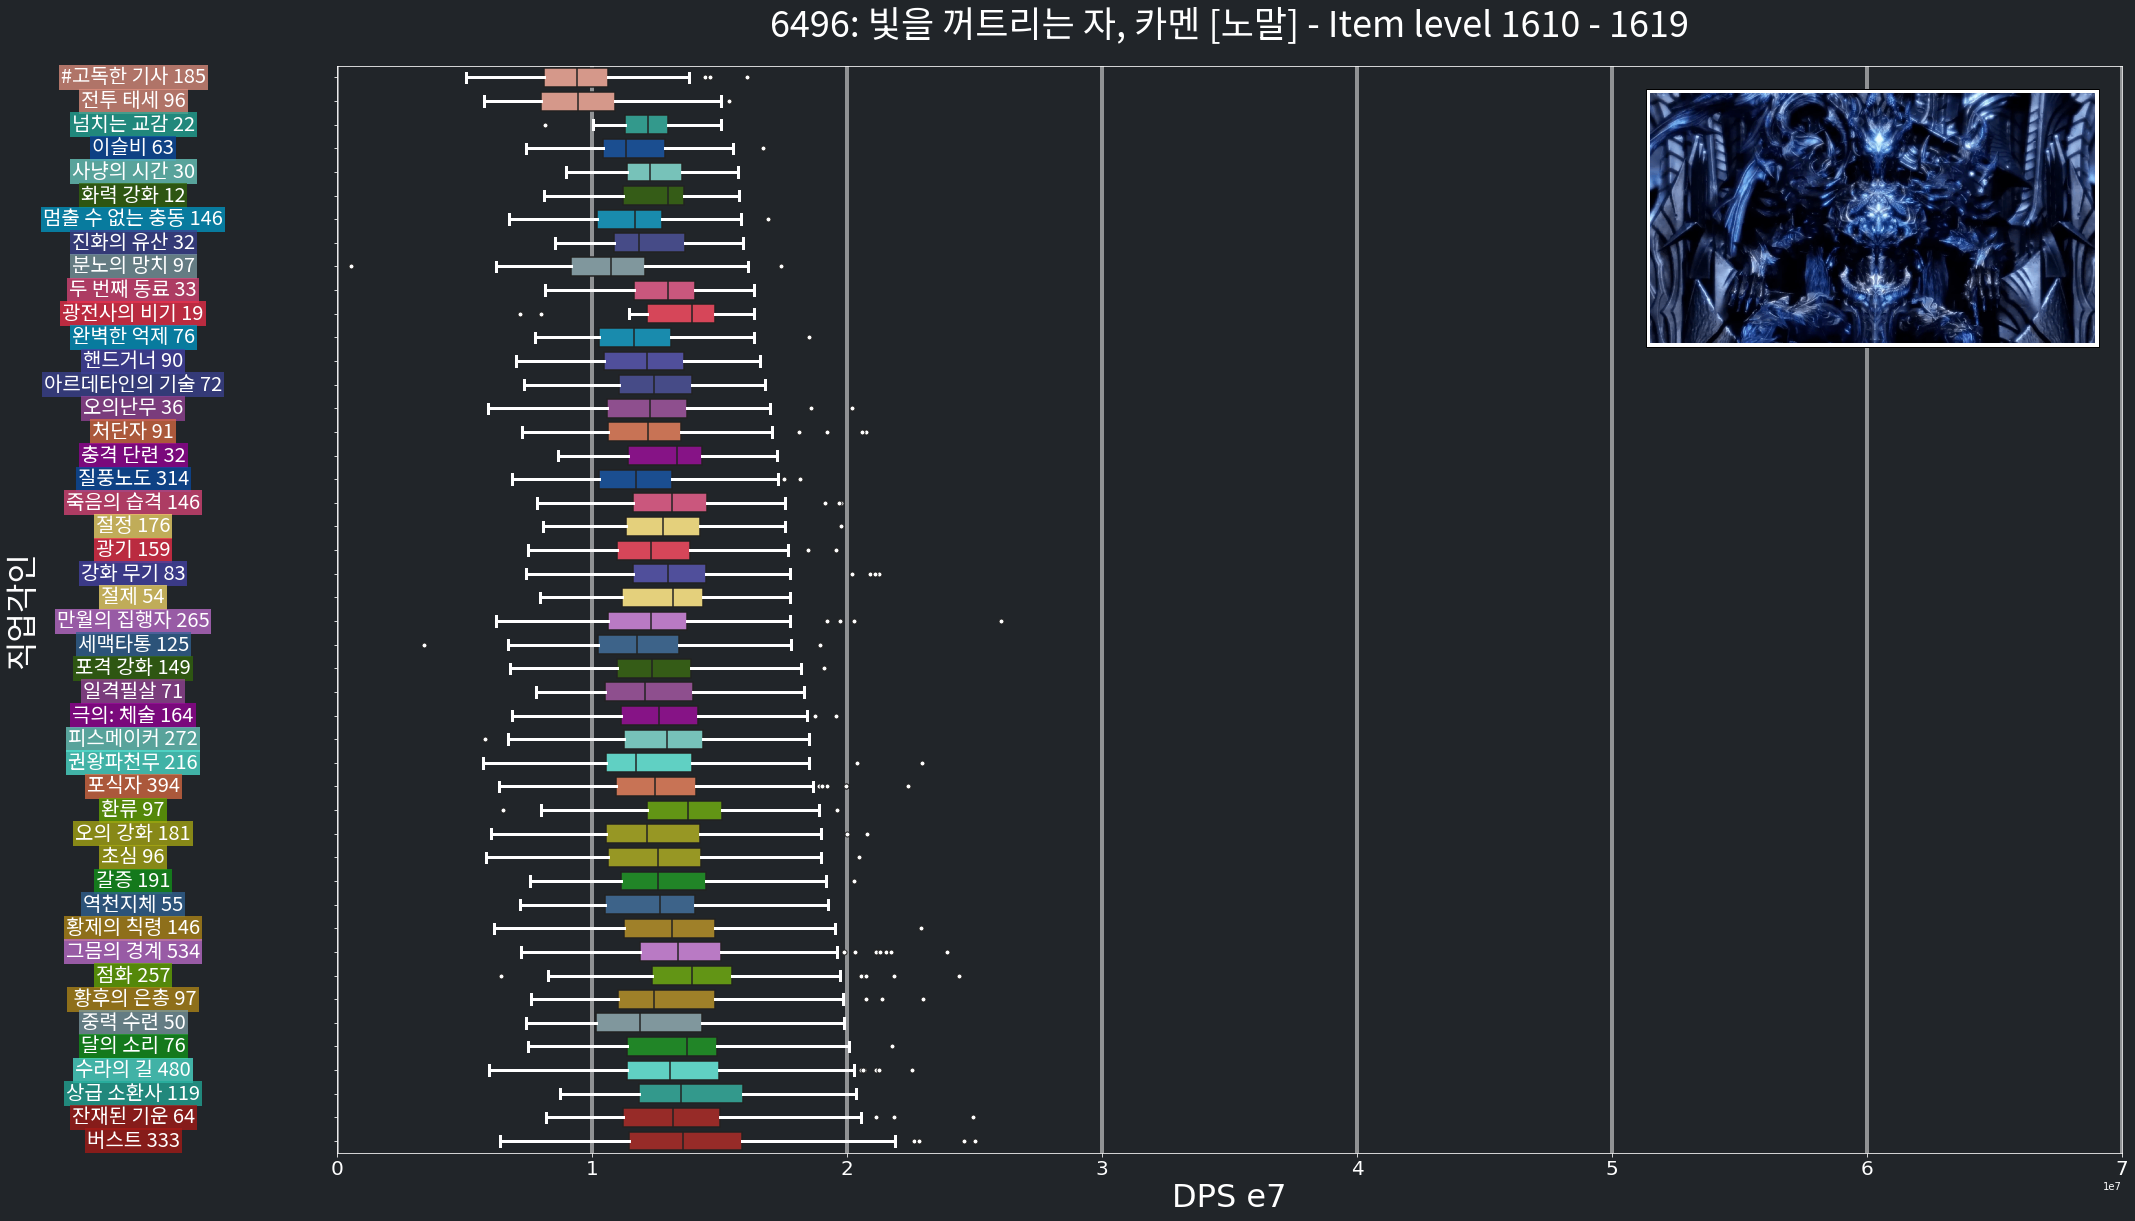 6496: 빛을 꺼트리는 자, 카멘 [노말] - Item level 1610 - 1619
#고독한 기사 185
전투 태세 96
넘치는 교감 22
이슬비 63
사냥의 시간 30
화력 강화 12
멈출 수 없는 충동 146
진화의 유산 32
분노의 망치 97
두 번째 동료 33
광전사의 비기 19
완벽한 억제 76
핸드거너 90
아르데타인의 기술 72
오의난무 36
처단자 91
충격 단련 32
질풍노도 314
죽음의 습격 146
절정 176
광기 159
강화 무기 83
절제 54
만월의 집행자 265
세맥타통 125
포격 강화 149
일격필살 71
극의: 체술 164
피스메이커 272
권왕파천무 216
포식자 394
환류 97
오의 강화 181
초심 96
갈증 191
역천지체 55
황제의 칙령 146
그믐의 경계 534
점화 257
황후의 은총 97
중력 수련 50
달의 소리 76
수라의 길 480
상급 소환사 119
잔재된 기운 64
버스트 333
직업각인
0 1 2 3 4 5 6 7
1e7
DPS e7